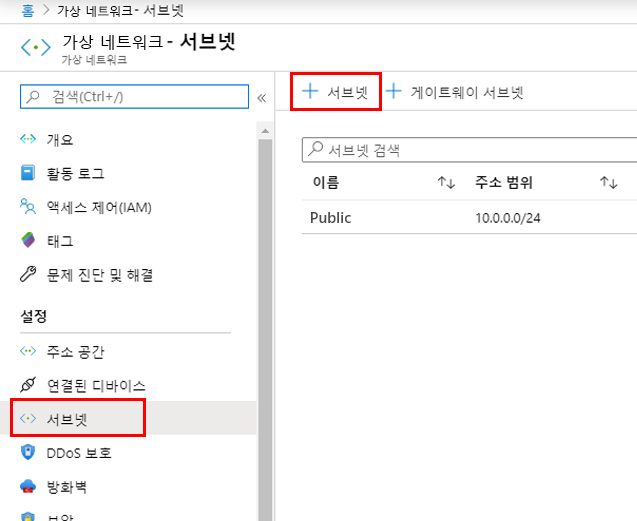 홈 > 가상 네트워크 - 서브넷
가상 네트워크 - 서브넷
가상 네트워크
검색(Ctrl+/)
«
개요
활동 로그
액세스 제어(IAM)
태그
문제 진단 및 해결
설정
주소 공간
연결된 디바이스
서브넷
DDoS 보호
방화벽
보안
+ 서브넷 + 게이트웨이 서브넷
서브넷 검색
이름 ↑↓ 주소 범위 ↑↓
Public 10.0.0.0/24